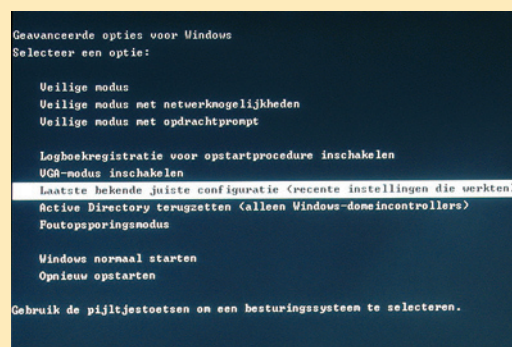 Geavanceerde opties voor Windows
Selecteer een optie:
Veilige modus
Veilige modus met netwerkmogelijkheden
Veilige modus met opdrachtprompt
Logboekregistratie voor opstartprocedure inschakelen
VGA-modus inschakelen
Laatste bekende juiste configuratie (recente instellingen die werkten)
Active Directory terugzetten (alleen Windows-domeincontrollers)
Foutopsporingsmodus
Windows normaal starten
Opnieuw opstarten
Gebruik de pijltjestoetsen om een besturingssysteem te selecteren.